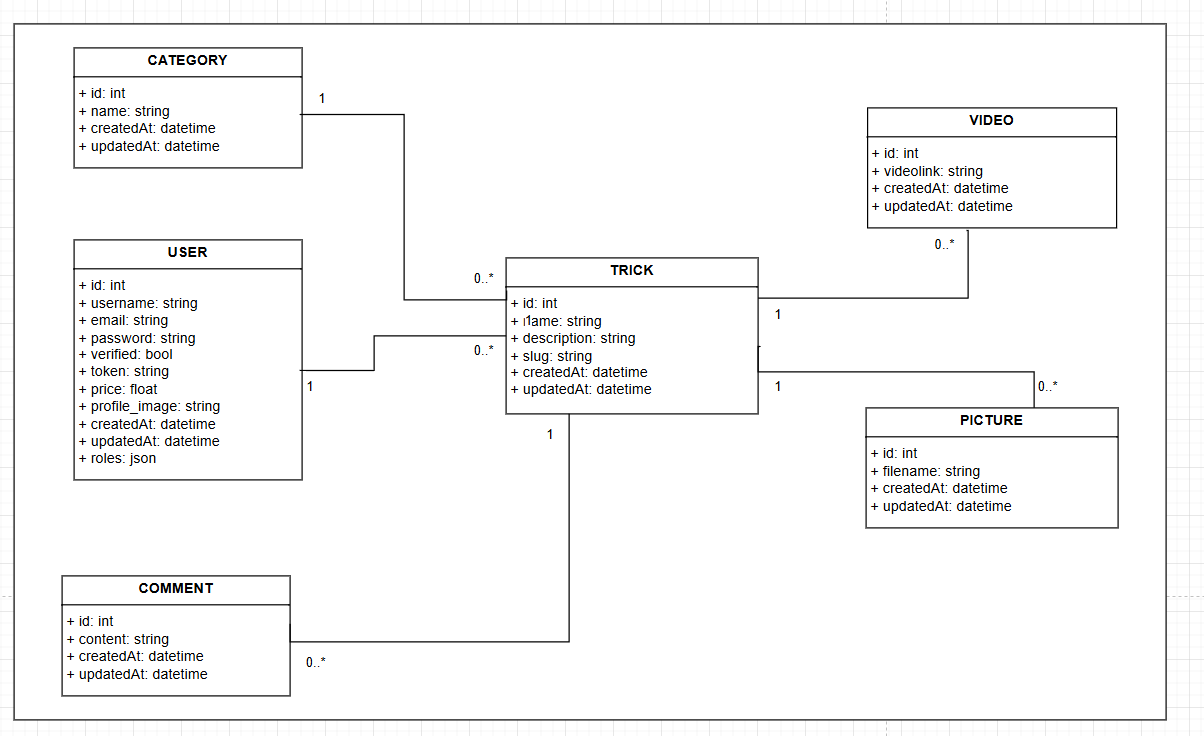 CATEGORY
+ id: int
+ name: string
+ createdAt: datetime
+ updatedAt: datetime
1
USER
+ id: int
+ username: string
+ email: string
+ password: string
+ verified: bool
+ token: string
+ price: float
+ profile_image: string
+ createdAt: datetime
+ updatedAt: datetime
+ roles: json
1
COMMENT
+ id: int
+ content: string
+ createdAt: datetime
+ updatedAt: datetime
0..*
0..*
0..*
TRICK
+ id: int
+ name: string
+ description: string
+ slug: string
+ createdAt: datetime
+ updatedAt: datetime
1
1
1
VIDEO
+ id: int
+ videolink: string
+ createdAt: datetime
+ updatedAt: datetime
0..*
0..*
PICTURE
+ id: int
+ filename: string
+ createdAt: datetime
+ updatedAt: datetime